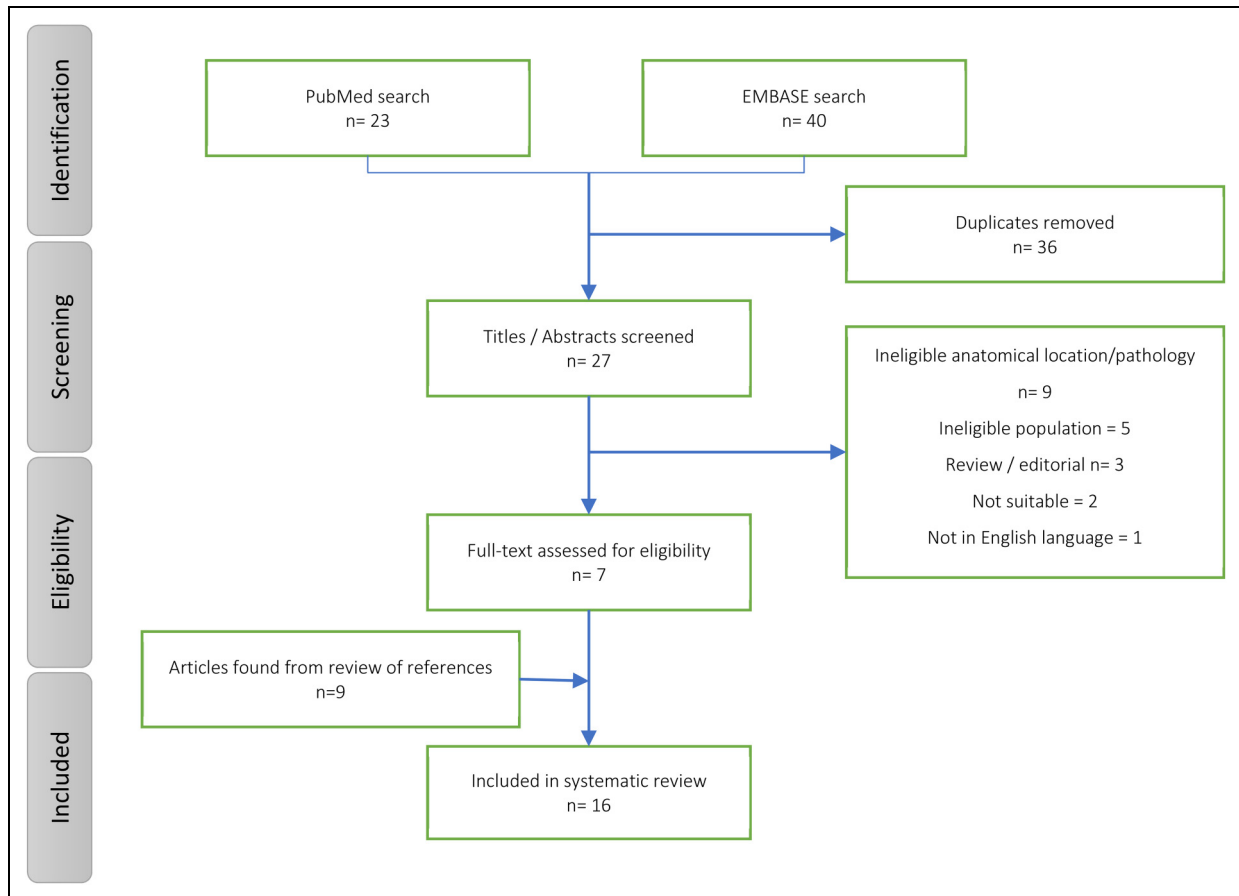 Identification
PubMed search
n= 23
EMBASE search
n= 40
Duplicates removed
n= 36
Screening
Titles / Abstracts screened
n= 27
Ineligible anatomical location/pathology
n= 9
Ineligible population = 5
Review / editorial n= 3
Not suitable = 2
Not in English language = 1
Eligibility
Full-text assessed for eligibility
n= 7
Articles found from review of references
n=9
Included
Included in systematic review
n= 16